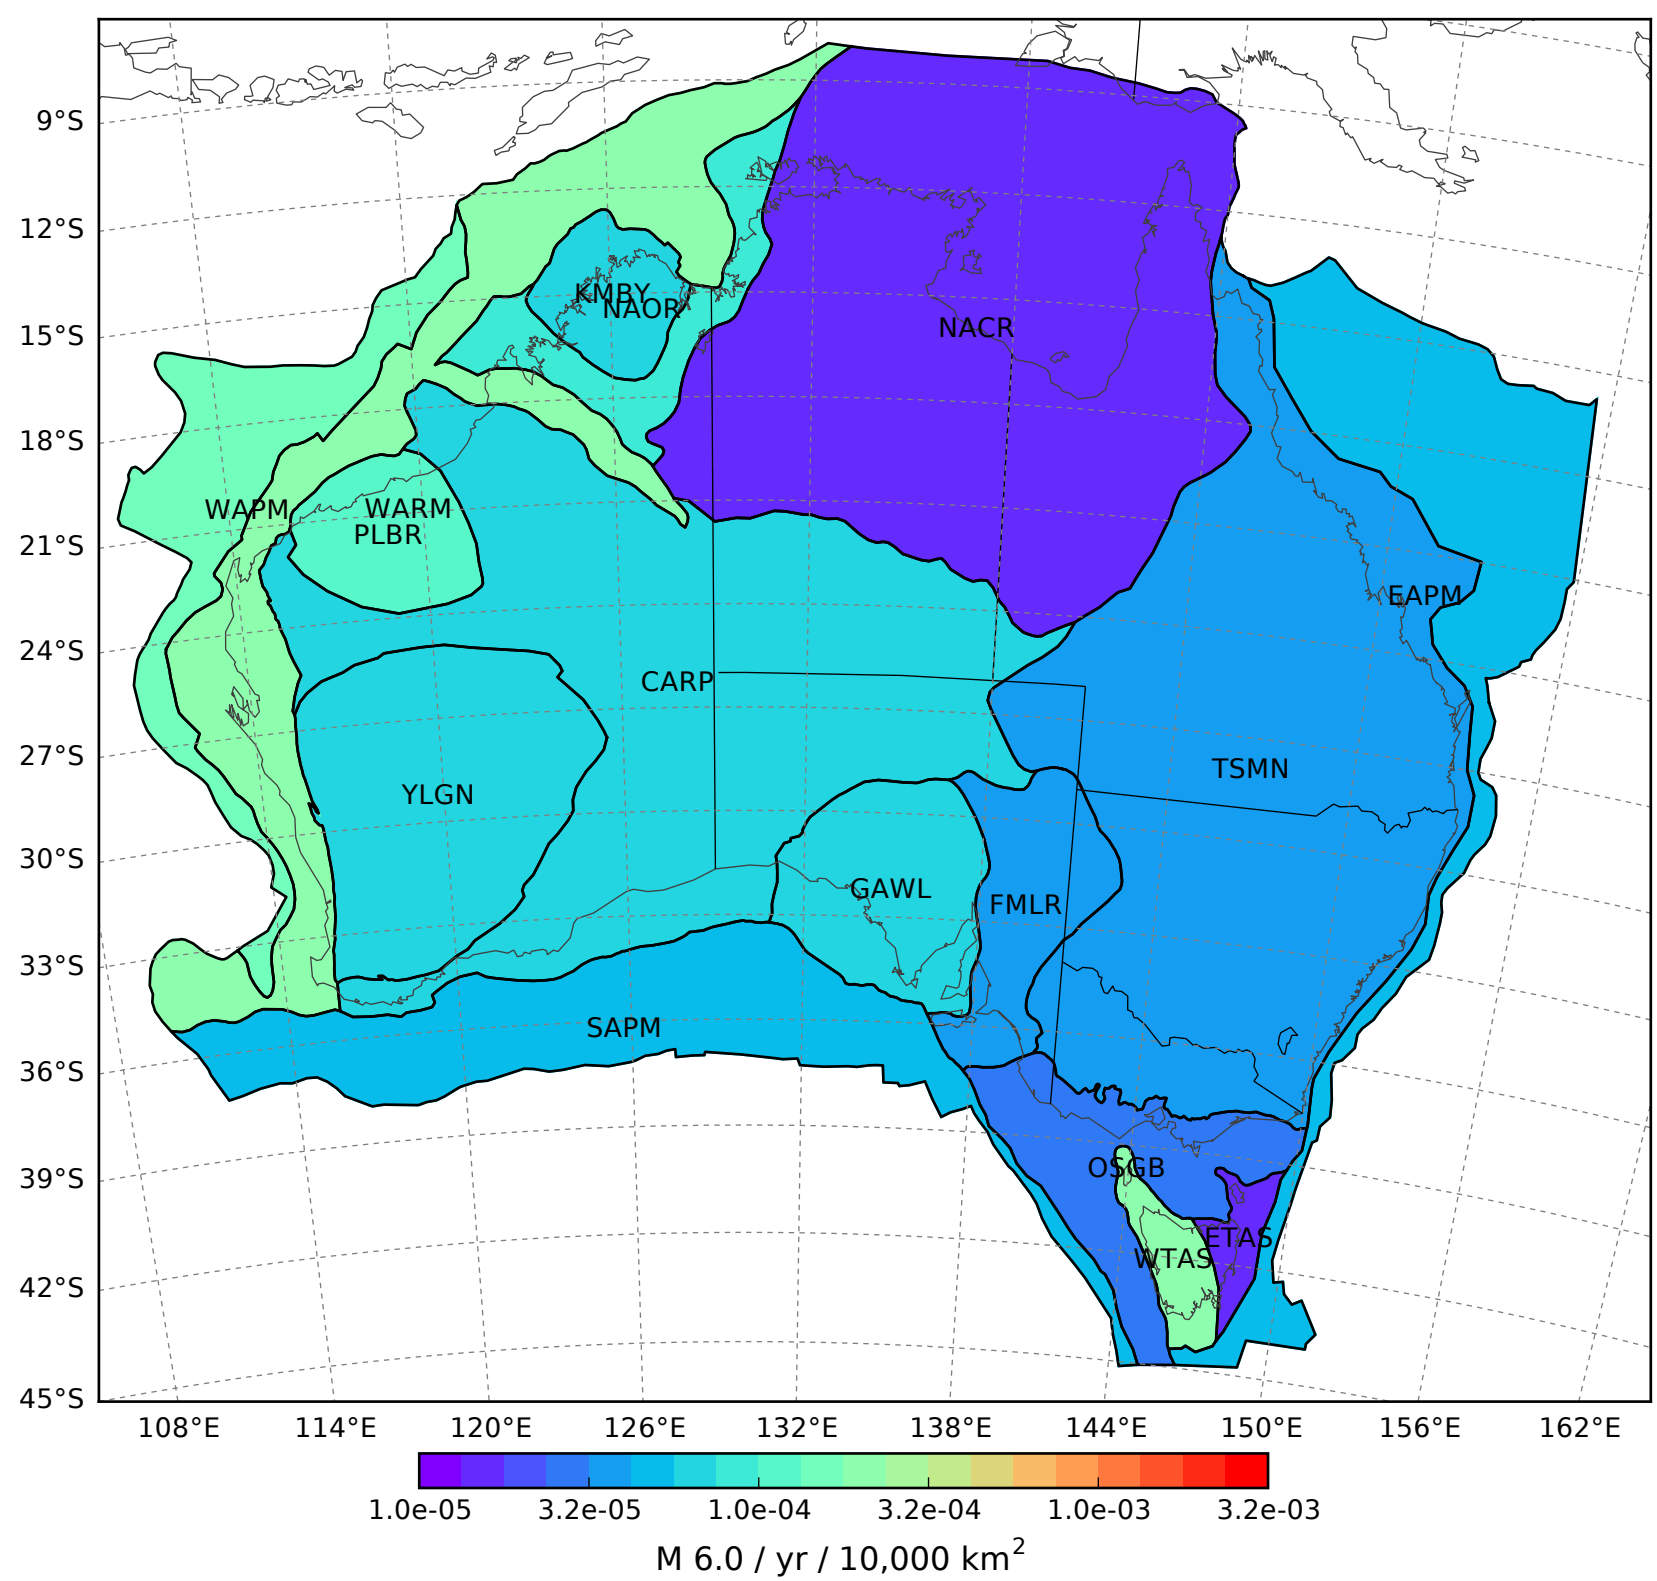 9°S
12°S
15°S
18°S
21°S
24°S
27°S
30°S
33°S
36°S
39°S
42°S
45°S
KMBY
NAOR
NACR
WAPM
WARM
PLBR
EAPM
CARP
TSMN
YLGN
GAWL
FMLR
SAPM
OSGB
ETAS
WTAS
108°E 114°E 120°E 126°E 132°E 138°E 144°E 150°E 156°E 162°E
1.0e-05 3.2e-05 1.0e-04 3.2e-04 1.0e-03 3.2e-03
M 6.0 / yr / 10,000 km²